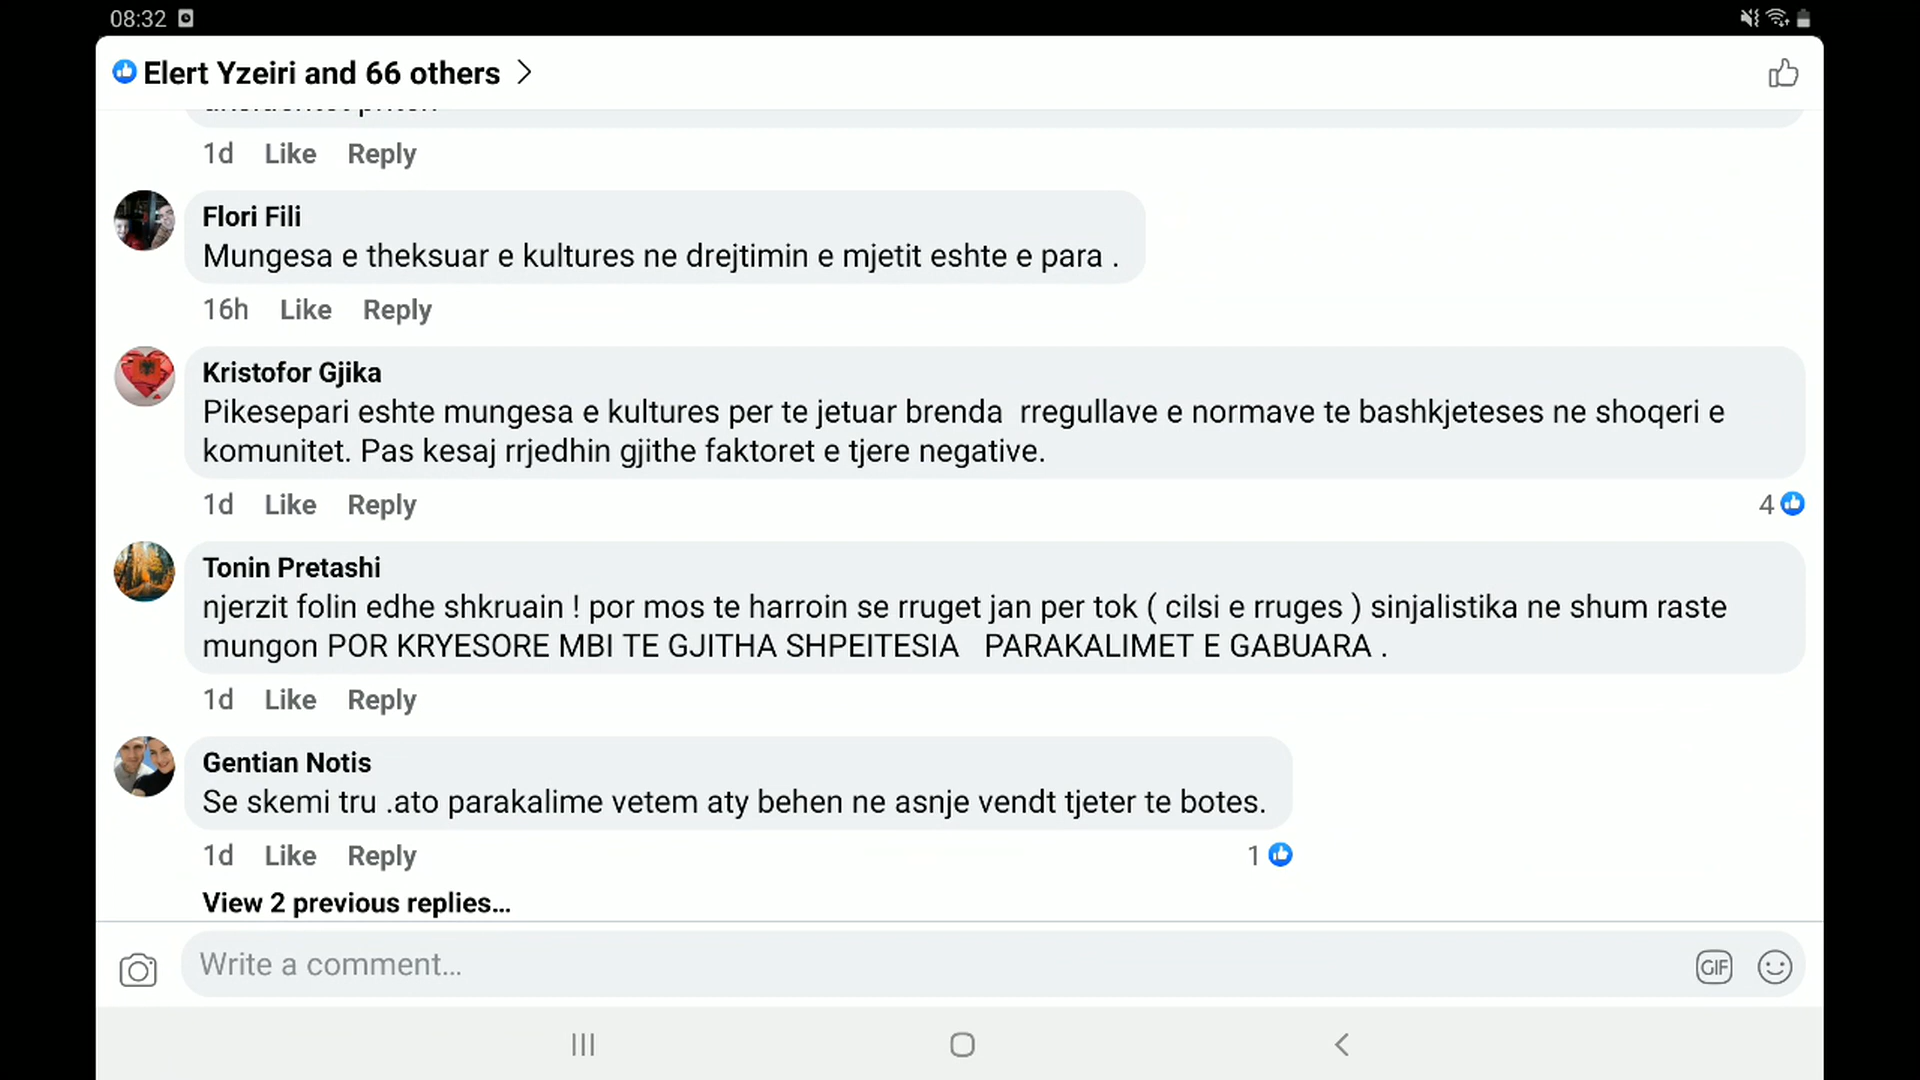 08:32
Elert Yzeiri and 66 others
1d Like Reply
Flori Fili
Mungesa e theksuar e kultures ne drejtimin e mjetit eshte e para .
16h Like Reply
Kristofor Gjika
Pikesepari eshte mungesa e kultures per te jetuar brenda  rregullave e normave te bashkjeteses ne shoqeri e
komunitet. Pas kesaj rrjedhin gjithe faktoret e tjere negative.
1d Like Reply 4
Tonin Pretashi
njerzit folin edhe shkruain ! por mos te harroin se rruget jan per tok ( cilsi e rruges ) sinjalistika ne shum raste
mungon POR KRYESORE MBI TE GJITHA SHPEITESIA   PARAKALIMET E GABUARA .
1d Like Reply
Gentian Notis
Se skemi tru .ato parakalime vetem aty behen ne asnje vendt tjeter te botes.
1d Like Reply 1
View 2 previous replies...
Write a comment...
GIF